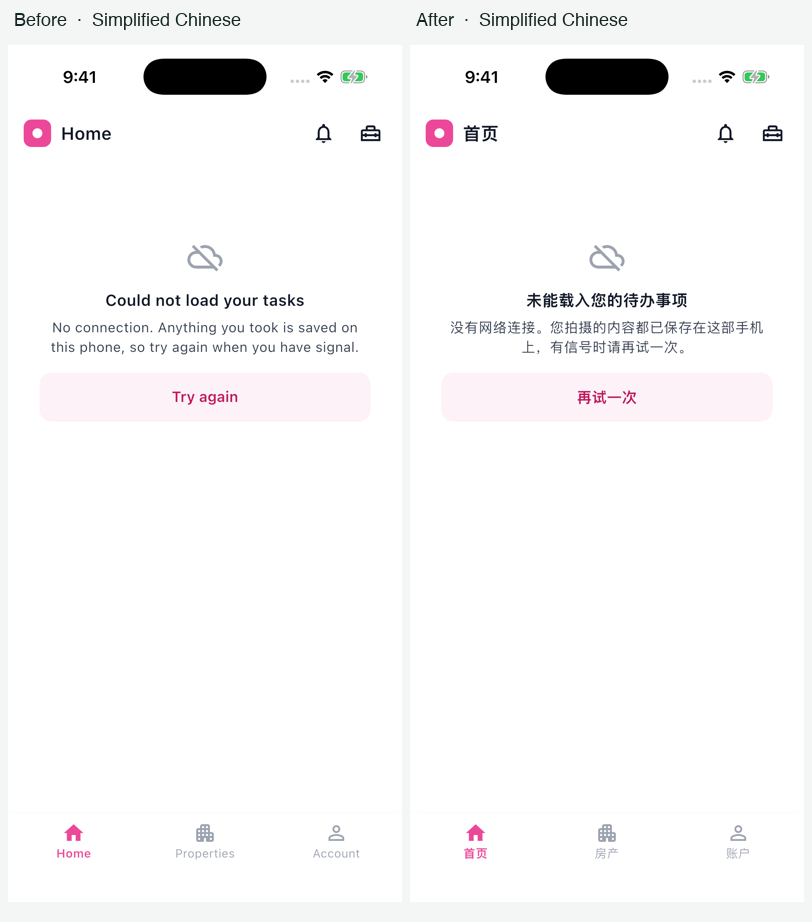 Before · Simplified Chinese
9:41
Home
Could not load your tasks
No connection. Anything you took is saved on
this phone, so try again when you have signal.
Try again
Home
Properties
Account
After · Simplified Chinese
9:41
首页
未能载入您的待办事项
没有网络连接。您拍摄的内容都已保存在这部手机
上，有信号时请再试一次。
再试一次
首页
房产
账户